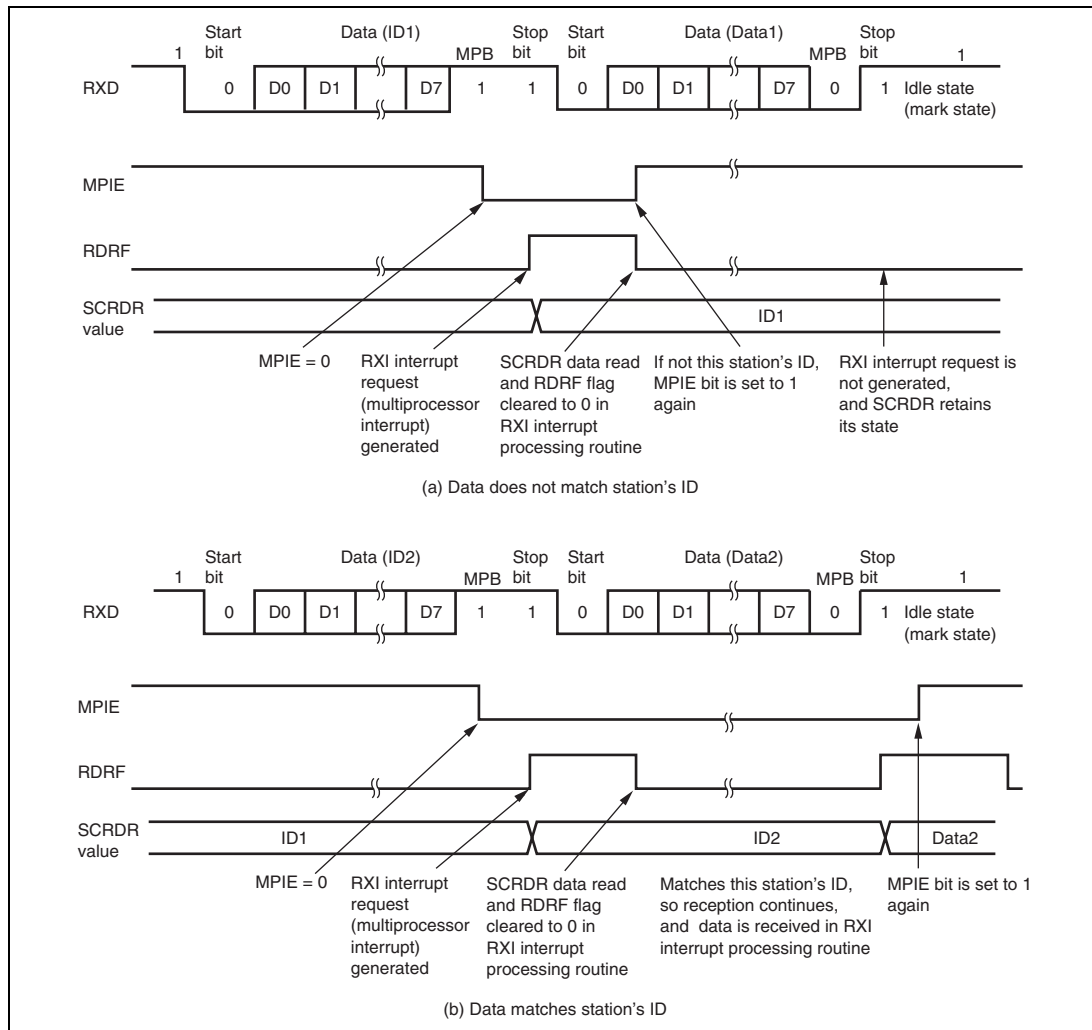 Start bit
Data (ID1)
Stop bit
Start bit
Data (Data1)
Stop bit
1
MPB
MPB
1
RXD
0
D0
D1
D7
1
1
0
D0
D1
D7
0
1
Idle state (mark state)
MPIE
RDRF
SCRDR value
ID1
MPIE = 0
RXI interrupt
request
(multiprocessor
interrupt)
generated
SCRDR data read
and RDRF flag
cleared to 0 in
RXI interrupt
processing routine
If not this station's ID,
MPIE bit is set to 1
again
RXI interrupt request is
not generated,
and SCRDR retains
its state
(a) Data does not match station's ID
Start bit
Data (ID2)
Stop bit
Start bit
Data (Data2)
Stop bit
1
MPB
MPB
1
RXD
0
D0
D1
D7
1
1
0
D0
D1
D7
0
1
Idle state (mark state)
MPIE
RDRF
SCRDR value
ID1
ID2
Data2
MPIE = 0
RXI interrupt
request
(multiprocessor
interrupt)
generated
SCRDR data read
and RDRF flag
cleared to 0 in
RXI interrupt
processing routine
Matches this station's ID,
so reception continues,
and data is received in RXI
interrupt processing routine
MPIE bit is set to 1
again
(b) Data matches station's ID